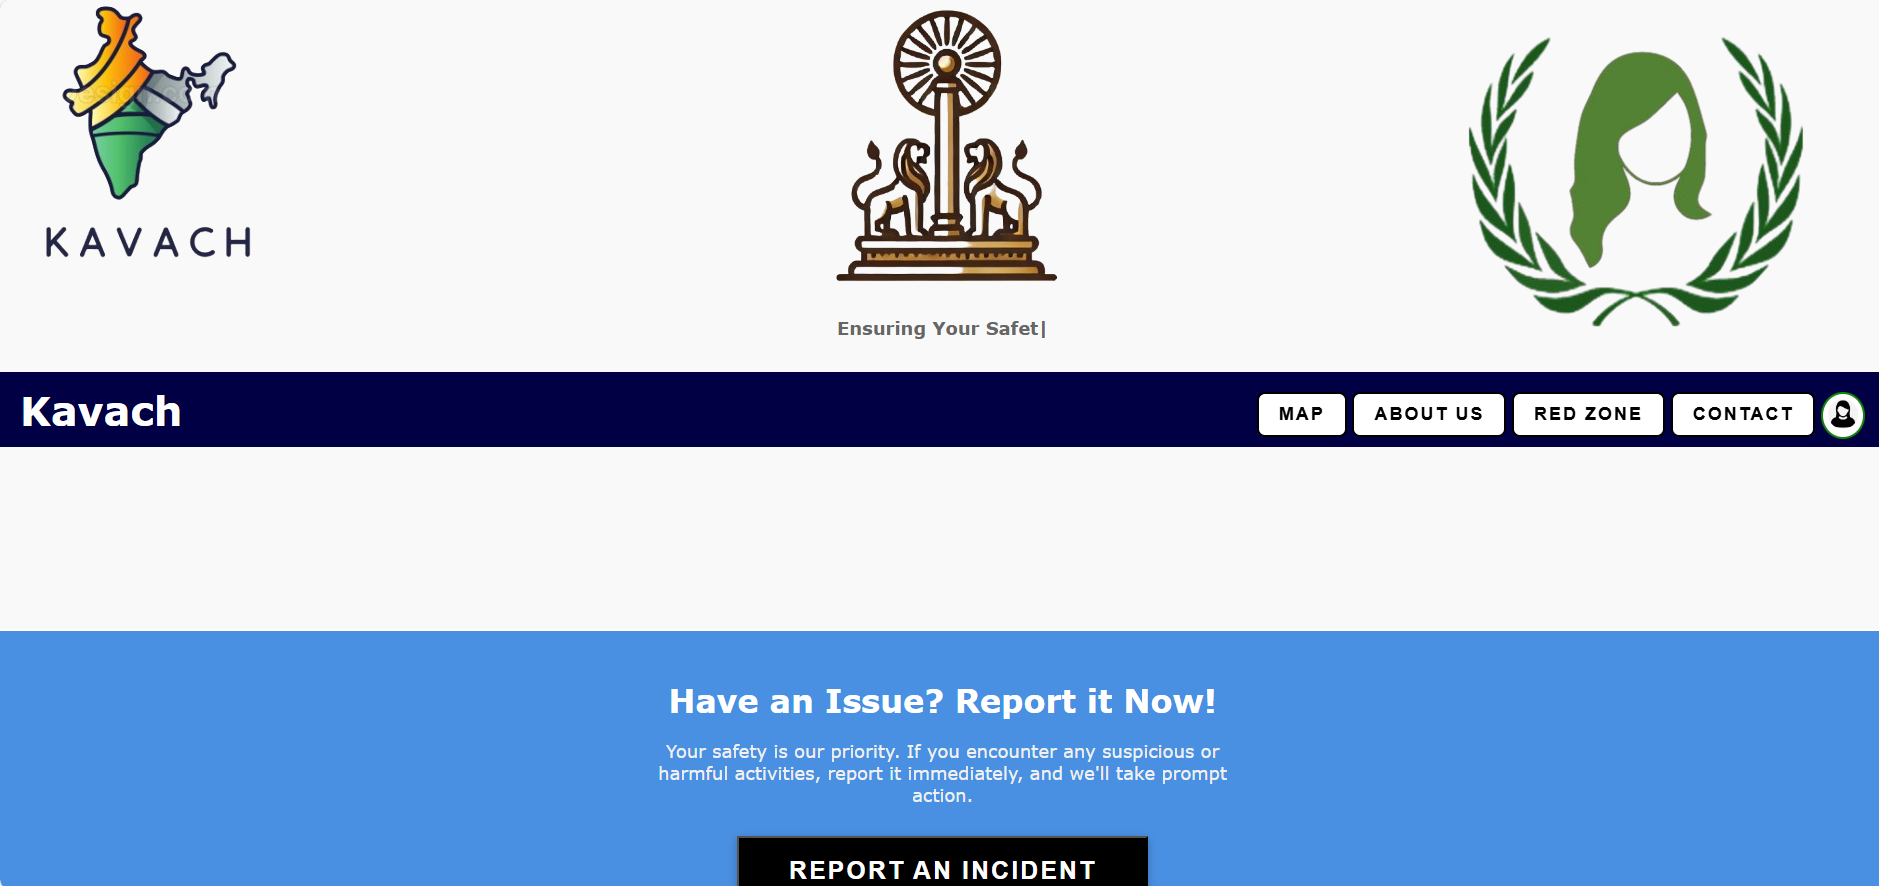 KAVACH
Ensuring Your Safet|
Kavach
MAP
ABOUT US
RED ZONE
CONTACT
Have an Issue? Report it Now!
Your safety is our priority. If you encounter any suspicious or
harmful activities, report it immediately, and we'll take prompt
action.
REPORT AN INCIDENT